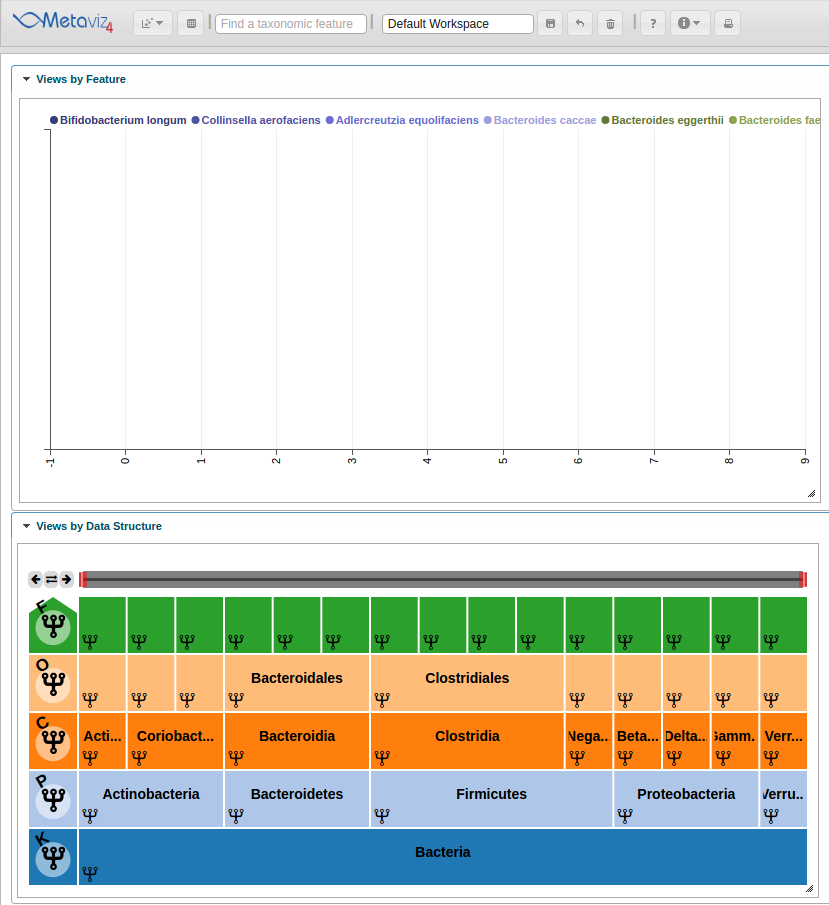 Metaviz4 Find a taxonomic feature Default Workspace ?
Views by Feature
Bifidobacterium longum Collinsella aerofaciens Adlercreutzia equolifaciens Bacteroides caccae Bacteroides eggerthii Bacteroides fae
-1 0 1 2 3 4 5 6 7 8 9
Views by Data Structure
F
O Bacteroidales Clostridiales
C Acti... Coriobact... Bacteroidia Clostridia Nega.. Beta... Delta.. Gamm. Verr...
P Actinobacteria Bacteroidetes Firmicutes Proteobacteria Verru..
K Bacteria